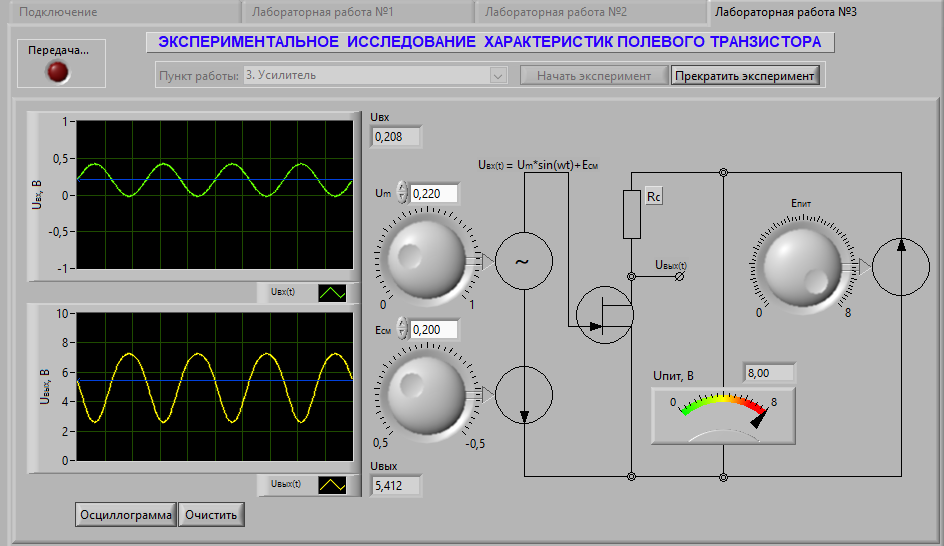 Подключение
Лабораторная работа №1
Лабораторная работа №2
Лабораторная работа №3
Передача...
ЭКСПЕРИМЕНТАЛЬНОЕ ИССЛЕДОВАНИЕ ХАРАКТЕРИСТИК ПОЛЕВОГО ТРАНЗИСТОРА
Пункт работы: 3. Усилитель
Начать эксперимент
Прекратить эксперимент
Uвх, В
1
0,5
0
-0,5
-1
Uвх(t)
Uвх
0,208
Uвх(t) = Um*sin(wt)+Eсм
Um 0,220
0 1
~
Rc
Uвых(t)
Eпит
0 8
Uвых, В
10
8
6
4
2
0
Uвых(t)
Eсм 0,200
0,5 -0,5
Uпит, В 8,00
0 8
Uвых
5,412
Осциллограмма
Очистить